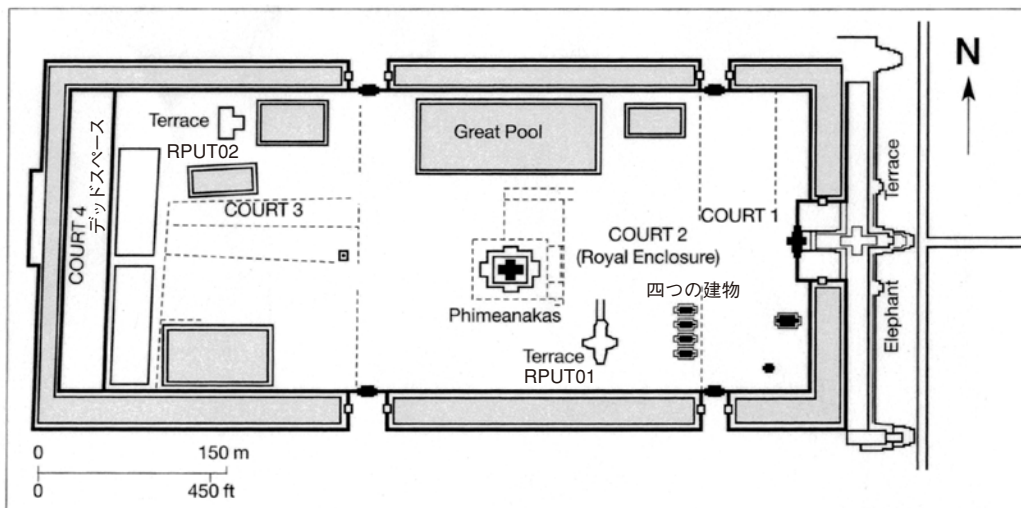 N
Terrace
RPUT02
Great Pool
COURT 4
デッドスペース
COURT 3
COURT 1
COURT 2
(Royal Enclosure)
四つの建物
Phimeanakas
Terrace
RPUT01
Elephant Terrace
0 150 m
0 450 ft